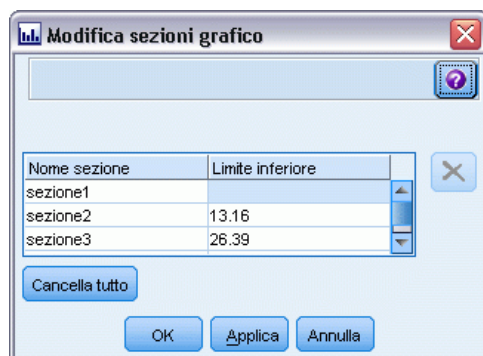 Modifica sezioni grafico
Nome sezione Limite inferiore
sezione1
sezione2 13.16
sezione3 26.39
Cancella tutto
OK Applica Annulla